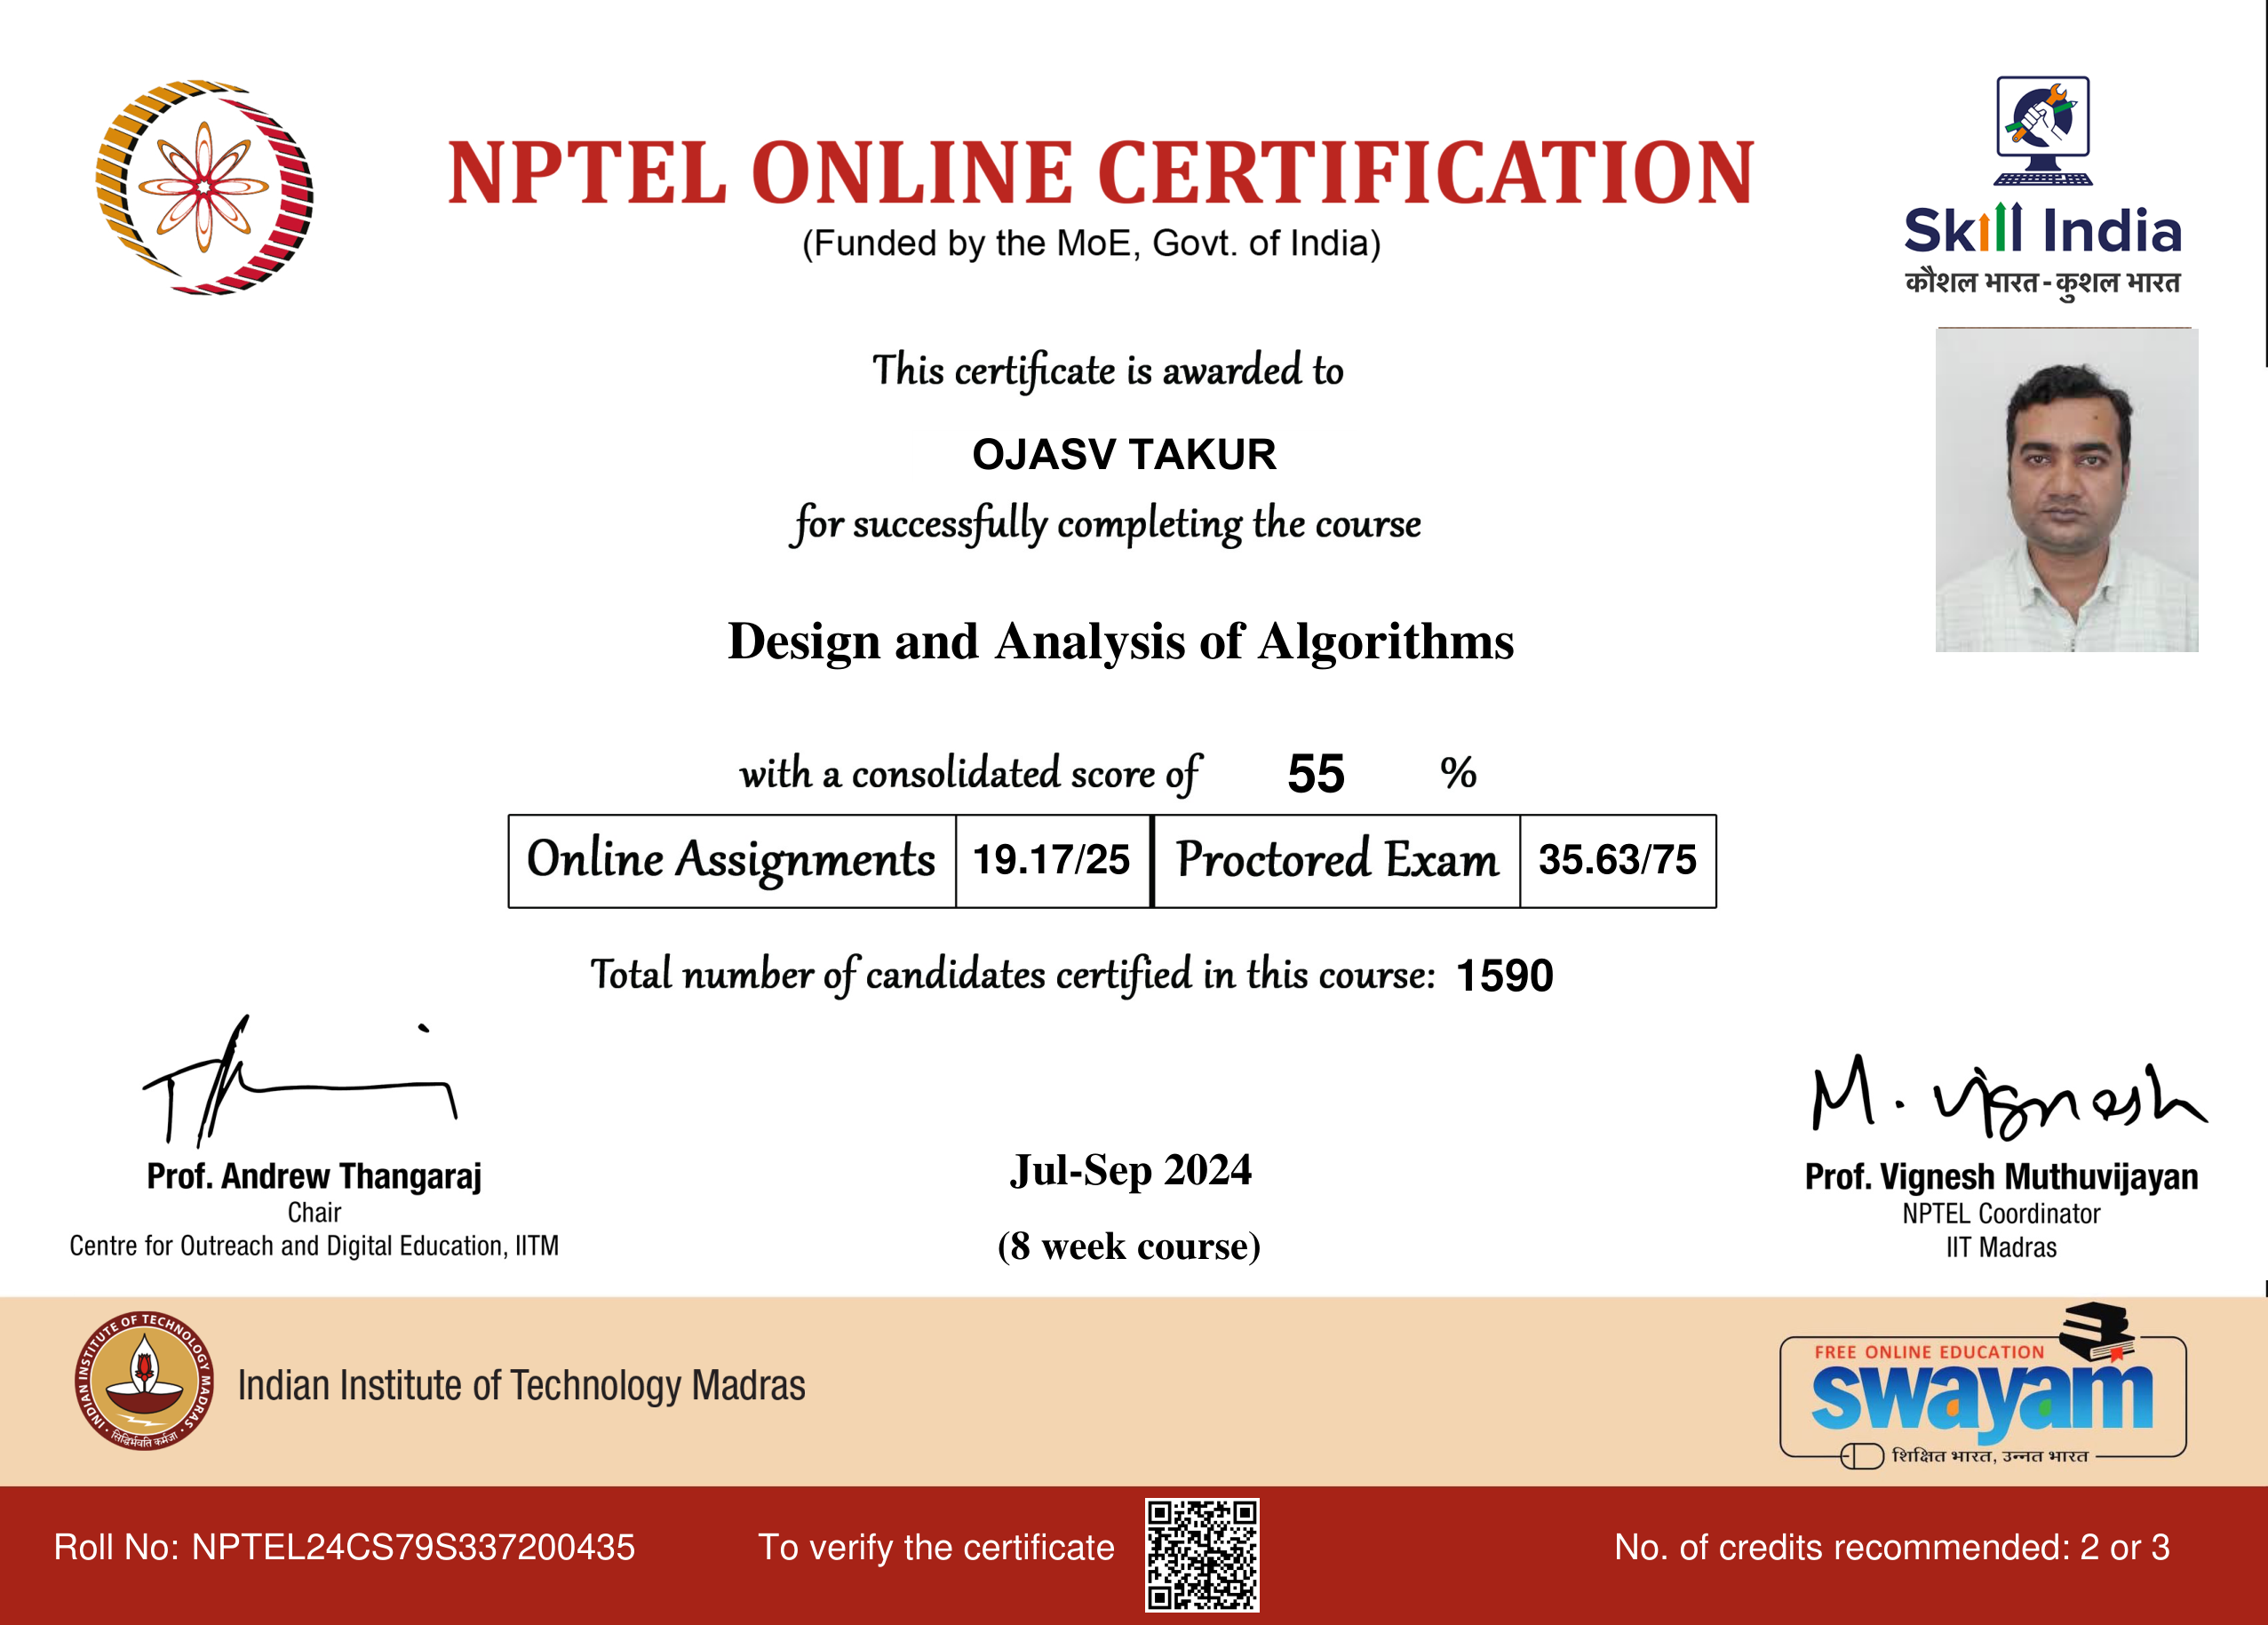 NPTEL ONLINE CERTIFICATION
(Funded by the MoE, Govt. of India)
Skill India
कौशल भारत - कुशल भारत
This certificate is awarded to
OJASV TAKUR
for successfully completing the course
Design and Analysis of Algorithms
with a consolidated score of 55 %
Online Assignments 19.17/25 Proctored Exam 35.63/75
Total number of candidates certified in this course: 1590
M. Vignesh
Prof. Andrew Thangaraj
Chair
Centre for Outreach and Digital Education, IITM
Jul-Sep 2024
(8 week course)
Prof. Vignesh Muthuvijayan
NPTEL Coordinator
IIT Madras
INDIAN INSTITUTE OF TECHNOLOGY MADRAS
सिद्धिर्भवति कर्मजा
Indian Institute of Technology Madras
FREE ONLINE EDUCATION
swayam
शिक्षित भारत, उन्नत भारत
Roll No: NPTEL24CS79S337200435
To verify the certificate
No. of credits recommended: 2 or 3